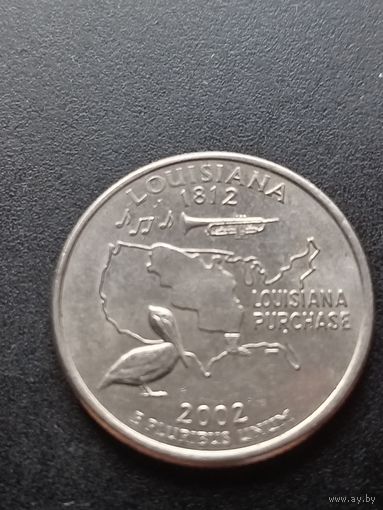 LOUISIANA
1812
LOUISIANA
PURCHASE
2002
E PLURIBUS UNUM
www.ay.by